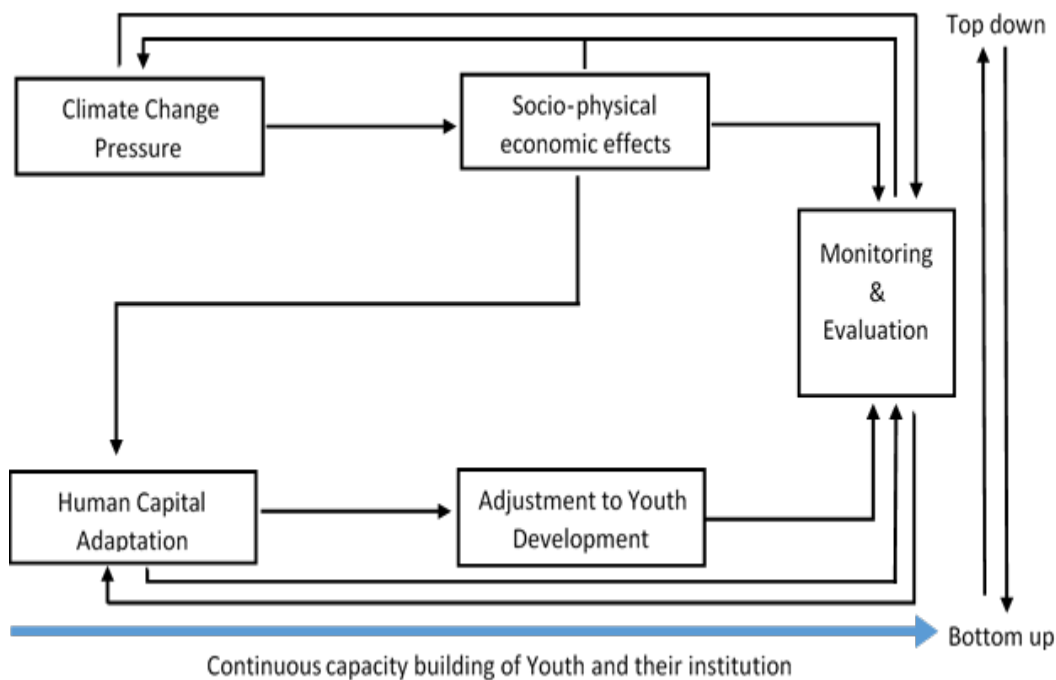 Top down
Climate Change
Pressure
Socio-physical
economic effects
Monitoring
&
Evaluation
Human Capital
Adaptation
Adjustment to Youth
Development
Bottom up
Continuous capacity building of Youth and their institution